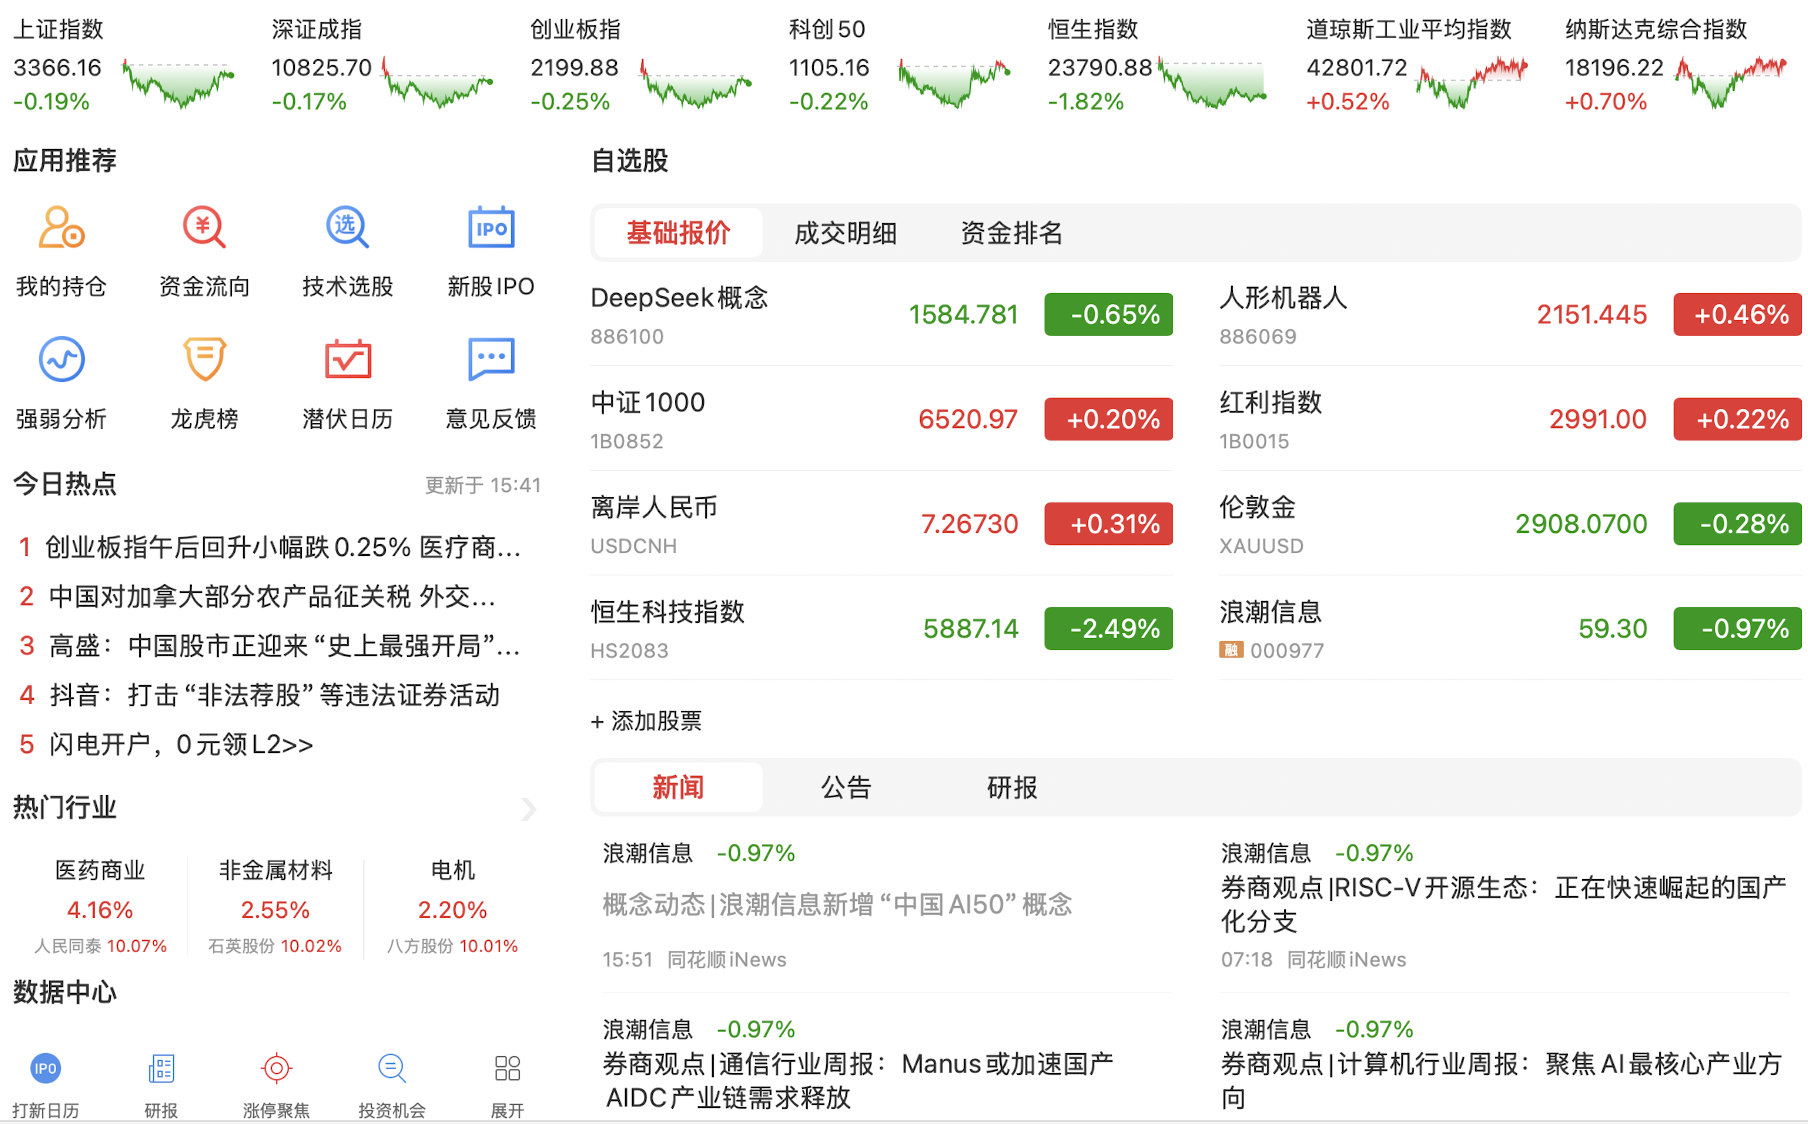 上证指数
3366.16
-0.19%
深证成指
10825.70
-0.17%
创业板指
2199.88
-0.25%
科创50
1105.16
-0.22%
恒生指数
23790.88
-1.82%
道琼斯工业平均指数
42801.72
+0.52%
纳斯达克综合指数
18196.22
+0.70%
应用推荐
我的持仓
¥
资金流向
选
技术选股
IPO
新股IPO
强弱分析
龙虎榜
潜伏日历
意见反馈
今日热点
更新于 15:41
1 创业板指午后回升小幅跌0.25% 医疗商...
2 中国对加拿大部分农产品征关税 外交...
3 高盛：中国股市正迎来“史上最强开局”...
4 抖音：打击“非法荐股”等违法证券活动
5 闪电开户，0元领L2>>
热门行业
医药商业
4.16%
人民同泰 10.07%
非金属材料
2.55%
石英股份 10.02%
电机
2.20%
八方股份 10.01%
数据中心
IPO
打新日历
研报
涨停聚焦
投资机会
展开
自选股
基础报价
成交明细
资金排名
DeepSeek概念
886100
1584.781
-0.65%
人形机器人
886069
2151.445
+0.46%
中证1000
1B0852
6520.97
+0.20%
红利指数
1B0015
2991.00
+0.22%
离岸人民币
USDCNH
7.26730
+0.31%
伦敦金
XAUUSD
2908.0700
-0.28%
恒生科技指数
HS2083
5887.14
-2.49%
浪潮信息
融 000977
59.30
-0.97%
+ 添加股票
新闻
公告
研报
浪潮信息 -0.97%
概念动态|浪潮信息新增“中国AI50”概念
15:51 同花顺iNews
浪潮信息 -0.97%
券商观点|RISC-V开源生态：正在快速崛起的国产
化分支
07:18 同花顺iNews
浪潮信息 -0.97%
券商观点|通信行业周报：Manus或加速国产
AIDC产业链需求释放
浪潮信息 -0.97%
券商观点|计算机行业周报：聚焦AI最核心产业方
向